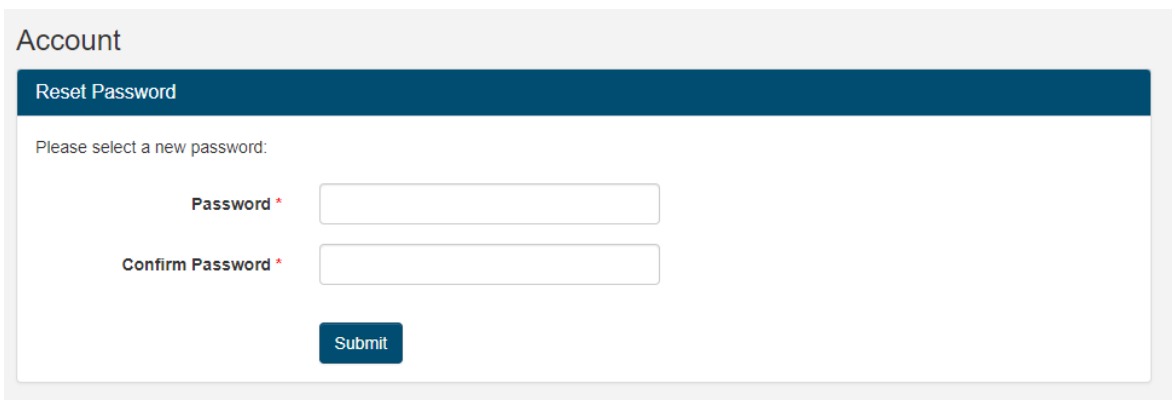 Account
Reset Password
Please select a new password:
Password *
Confirm Password *
Submit